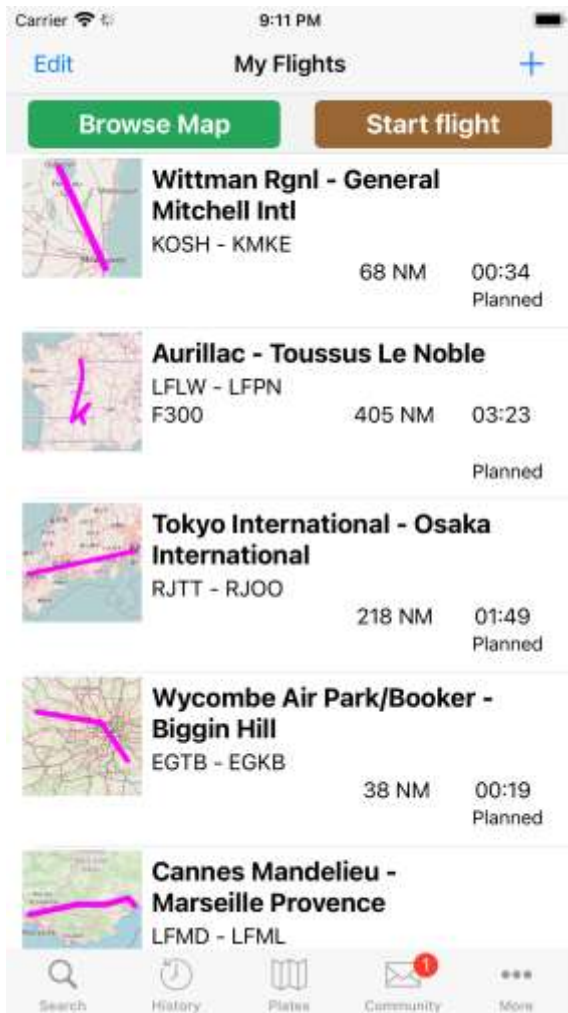 Carrier 9:11 PM
Edit My Flights +
Browse Map Start flight
Wittman Rgnl - General
Mitchell Intl
KOSH - KMKE
68 NM 00:34
Planned
Aurillac - Toussus Le Noble
LFLW - LFPN
F300 405 NM 03:23
Planned
Tokyo International - Osaka
International
RJTT - RJOO
218 NM 01:49
Planned
Wycombe Air Park/Booker -
Biggin Hill
EGTB - EGKB
38 NM 00:19
Planned
Cannes Mandelieu -
Marseille Provence
LFMD - LFML
1
Search History Plates Community More